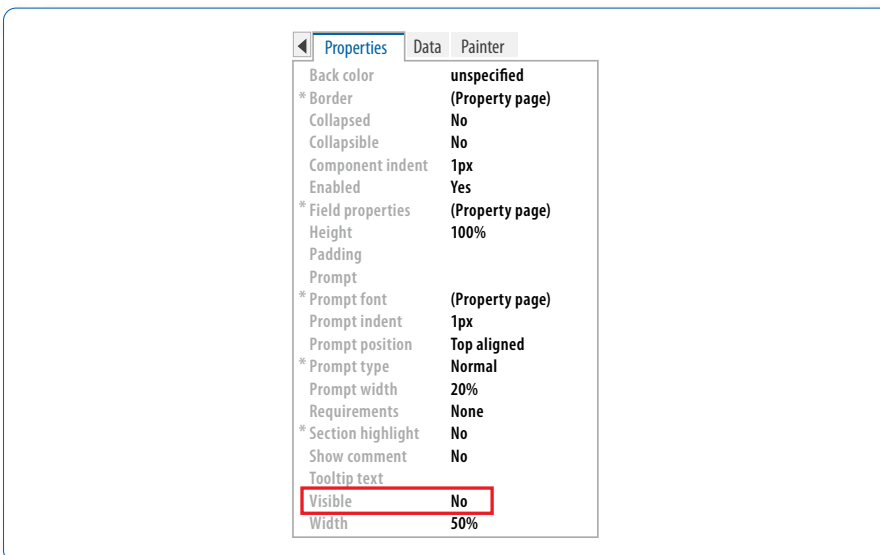 Properties Data Painter
Back color unspecified
* Border (Property page)
Collapsed No
Collapsible No
Component indent 1px
Enabled Yes
* Field properties (Property page)
Height 100%
Padding
Prompt
* Prompt font (Property page)
Prompt indent 1px
Prompt position Top aligned
* Prompt type Normal
Prompt width 20%
Requirements None
* Section highlight No
Show comment No
Tooltip text
Visible No
Width 50%